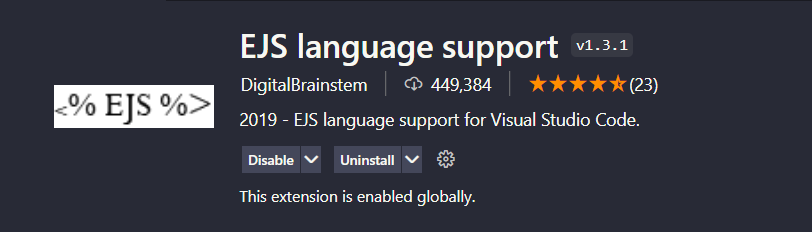 <% EJS %>
EJS language support v1.3.1
DigitalBrainstem 449,384 (23)
2019 - EJS language support for Visual Studio Code.
Disable Uninstall
This extension is enabled globally.